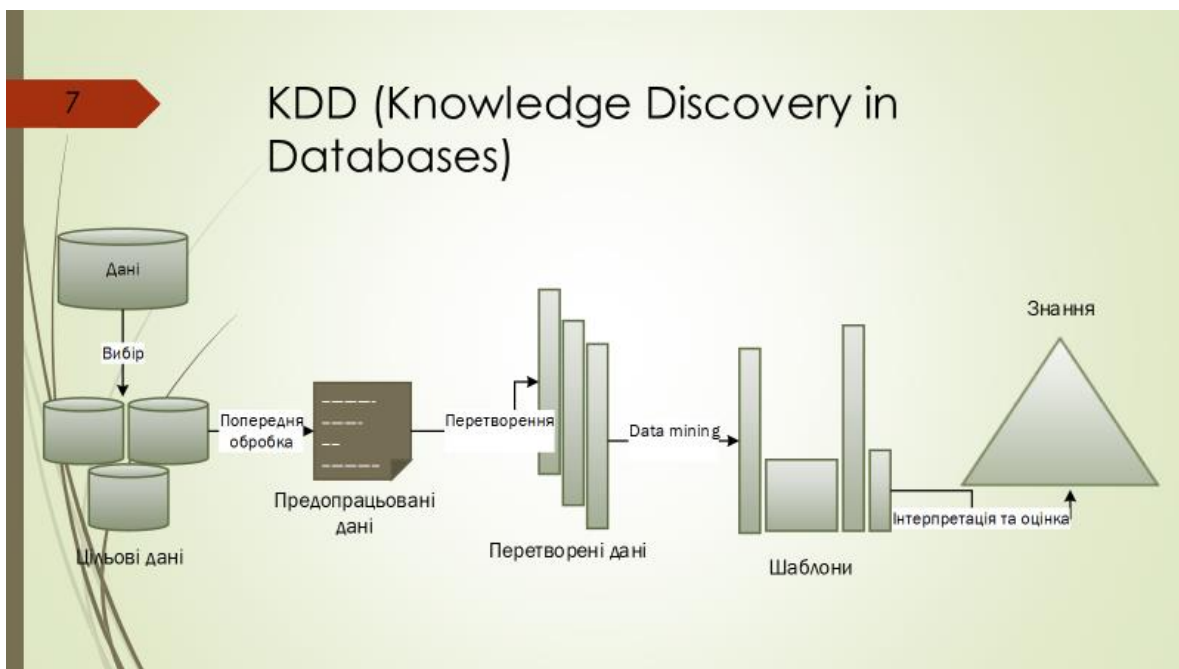 7
KDD (Knowledge Discovery in
Databases)
Дані
Вибір
Цільові дані
Попередня
обробка
Предопрацьовані
дані
Перетворення
Перетворені дані
Data mining
Шаблони
Інтерпретація та оцінка
Знання